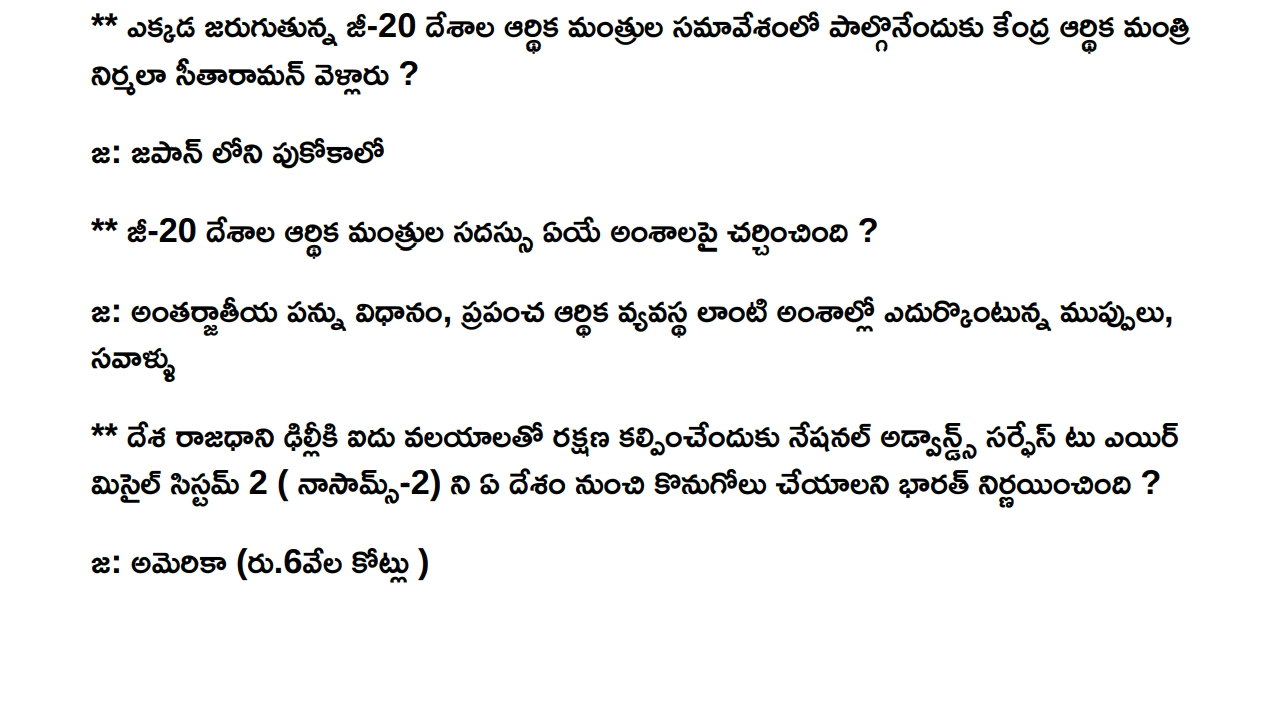 ** ఎక్కడ జరుగుతున్న జీ-20 దేశాల ఆర్థిక మంత్రుల సమావేశంలో పాల్గొనేందుకు కేంద్ర ఆర్థిక మంత్రి
నిర్మలా సీతారామన్ వెళ్లారు ?
జ: జపాన్ లోని పుకోకాలో
** జీ-20 దేశాల ఆర్థిక మంత్రుల సదస్సు ఏయే అంశాలపై చర్చించింది ?
జ: అంతర్జాతీయ పన్ను విధానం, ప్రపంచ ఆర్థిక వ్యవస్థ లాంటి అంశాల్లో ఎదుర్కొంటున్న ముప్పులు,
సవాళ్ళు
** దేశ రాజధాని ఢిల్లీకి ఐదు వలయాలతో రక్షణ కల్పించేందుకు నేషనల్ అడ్వాన్డ్స్ సర్ఫేస్ టు ఎయిర్
మిసైల్ సిస్టమ్ 2 ( నాసామ్స్-2) ని ఏ దేశం నుంచి కొనుగోలు చేయాలని భారత్ నిర్ణయించింది ?
జ: అమెరికా (రు.6వేల కోట్లు )